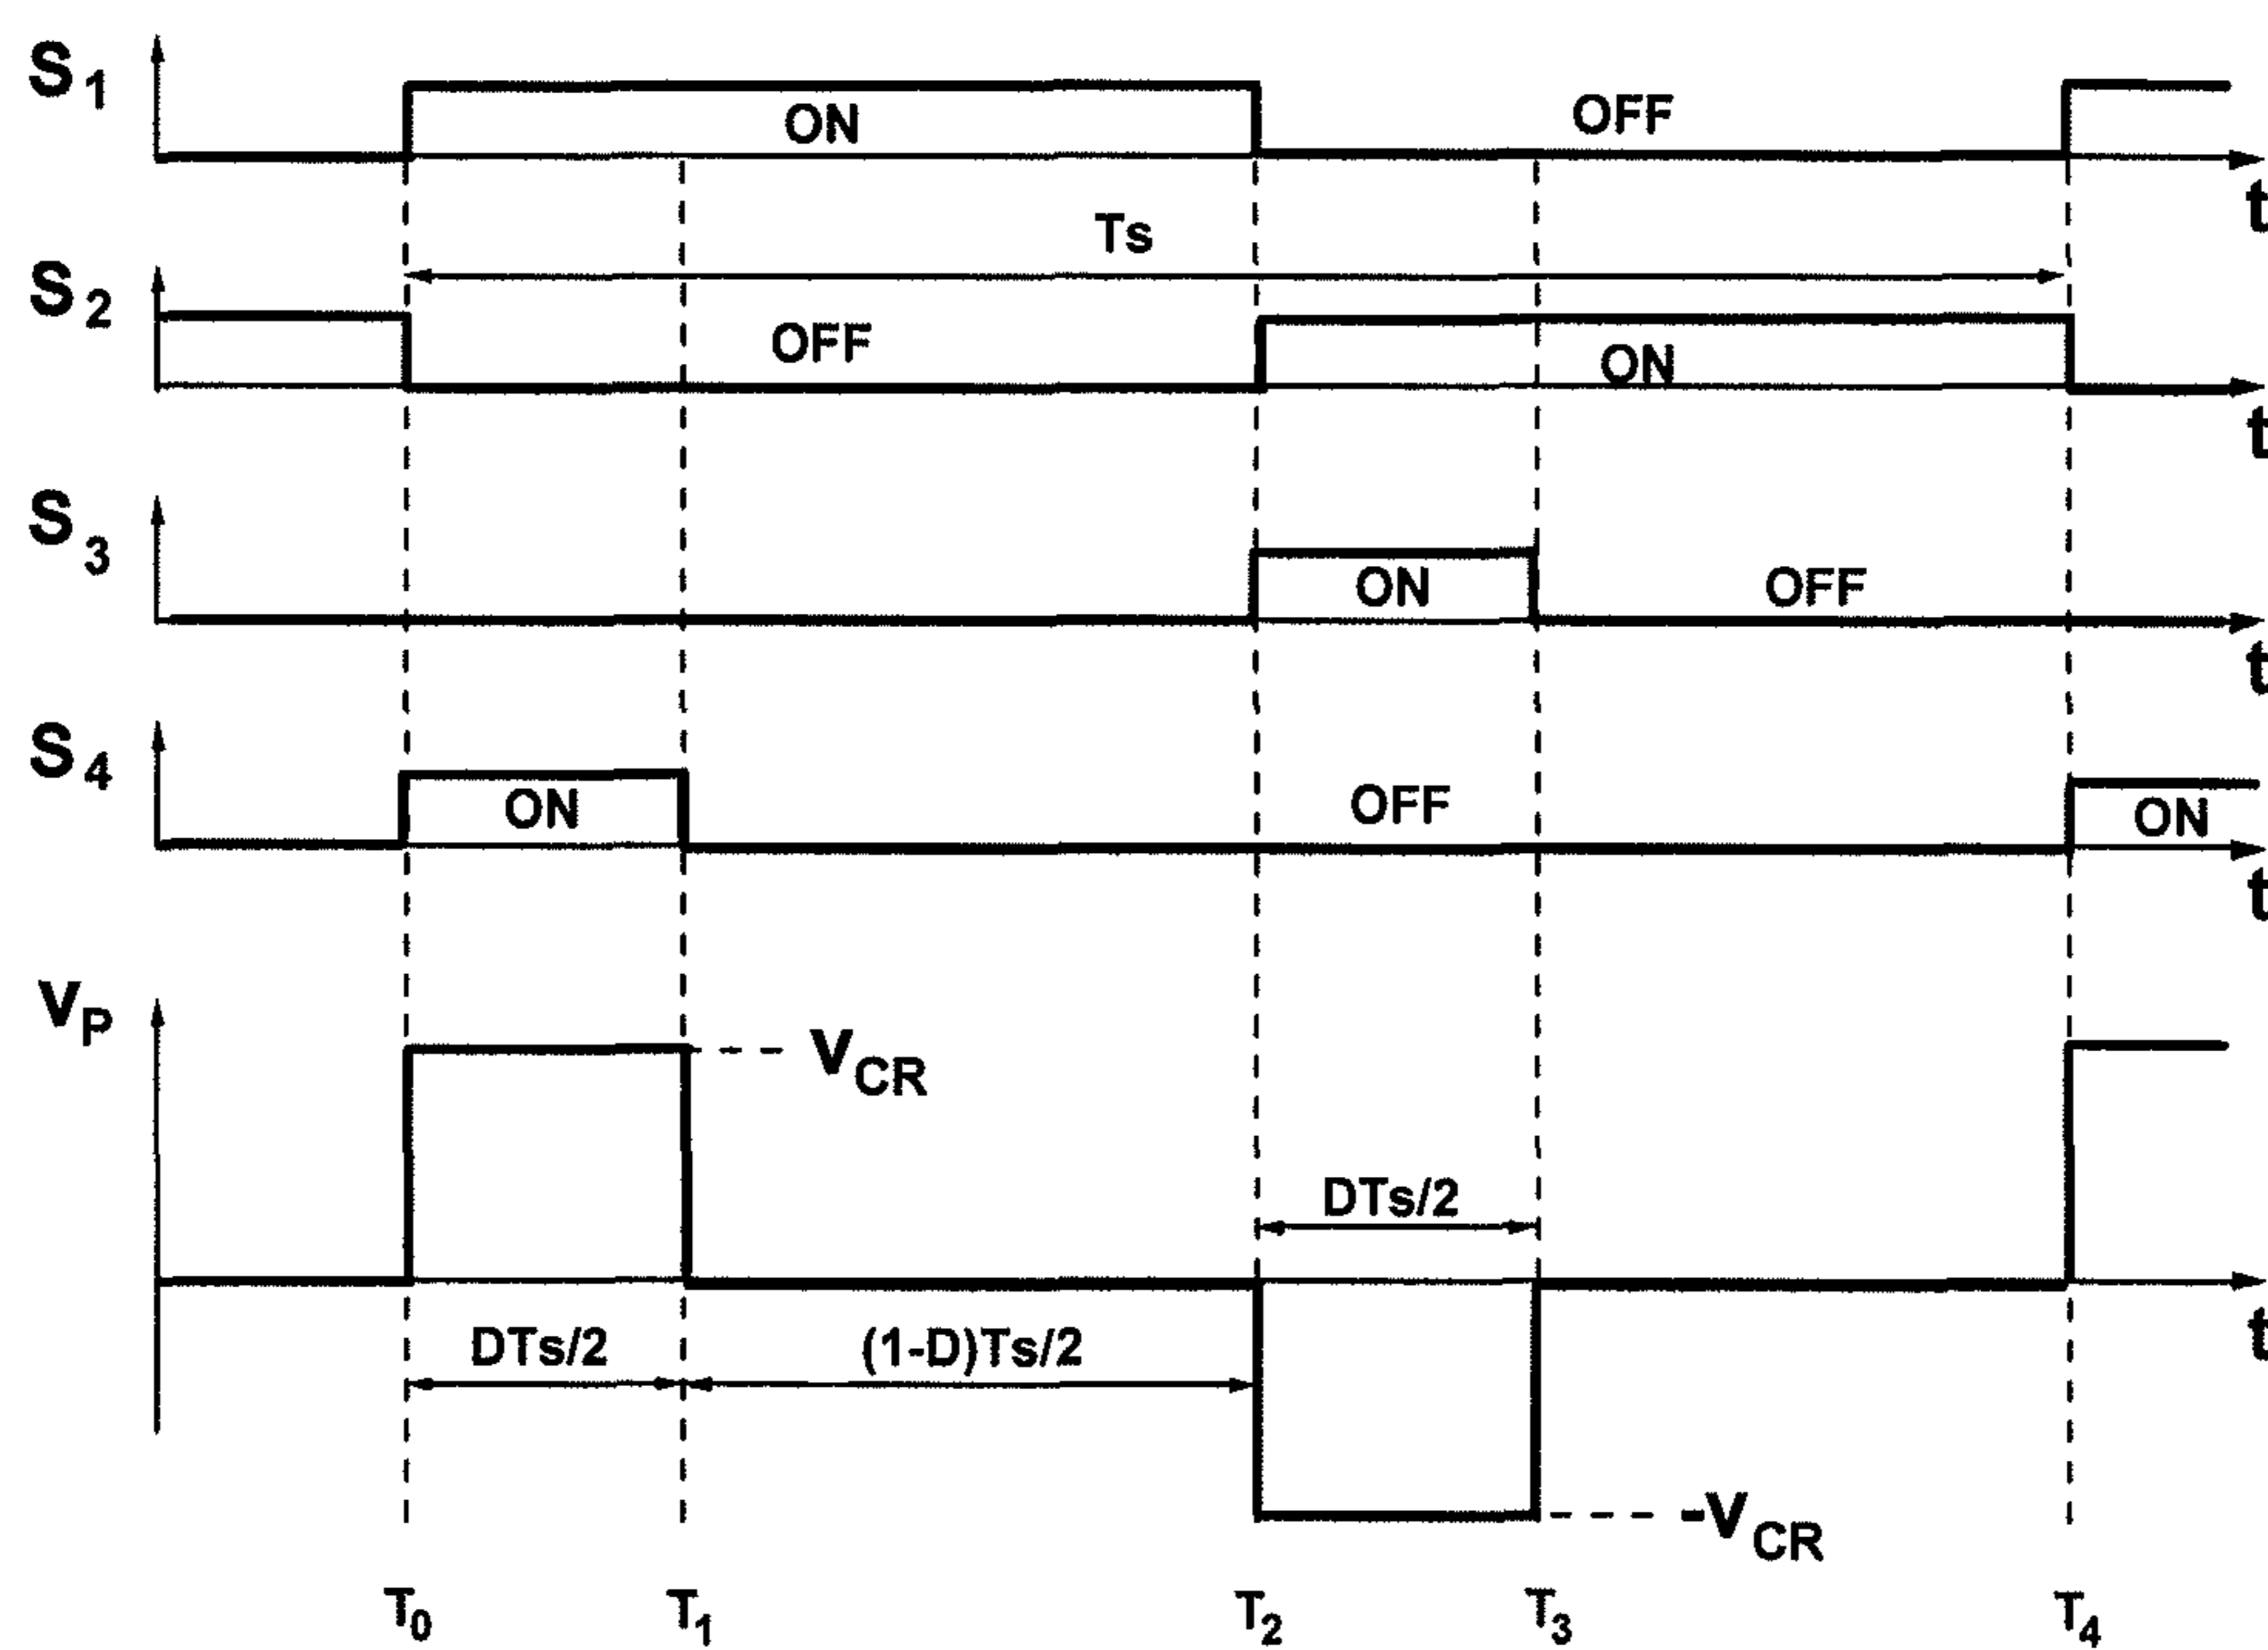 S1
ON
OFF
t
Ts
S2
OFF
ON
t
S3
ON
OFF
t
S4
ON
OFF
ON
t
VP
VCR
DTs/2
DTs/2
(1-D)Ts/2
t
-VCR
T0
T1
T2
T3
T4